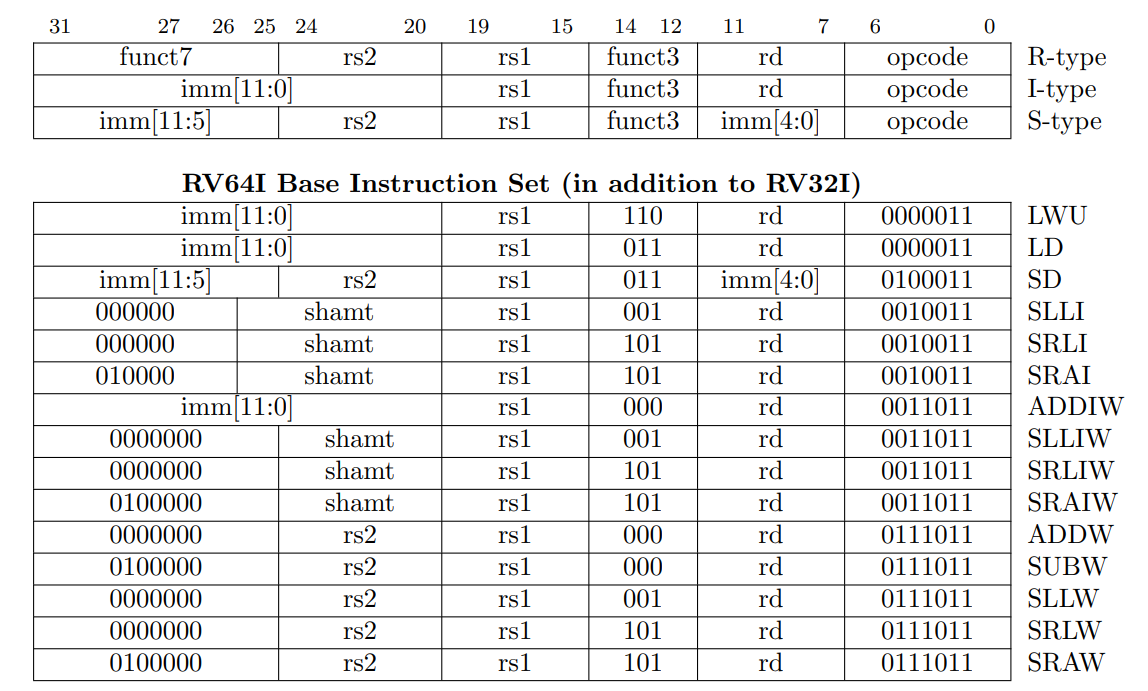 31 27 26 25 24 20 19 15 14 12 11 7 6 0
funct7 rs2 rs1 funct3 rd opcode R-type
imm[11:0] rs1 funct3 rd opcode I-type
imm[11:5] rs2 rs1 funct3 imm[4:0] opcode S-type
RV64I Base Instruction Set (in addition to RV32I)
imm[11:0] rs1 110 rd 0000011 LWU
imm[11:0] rs1 011 rd 0000011 LD
imm[11:5] rs2 rs1 011 imm[4:0] 0100011 SD
000000 shamt rs1 001 rd 0010011 SLLI
000000 shamt rs1 101 rd 0010011 SRLI
010000 shamt rs1 101 rd 0010011 SRAI
imm[11:0] rs1 000 rd 0011011 ADDIW
0000000 shamt rs1 001 rd 0011011 SLLIW
0000000 shamt rs1 101 rd 0011011 SRLIW
0100000 shamt rs1 101 rd 0011011 SRAIW
0000000 rs2 rs1 000 rd 0111011 ADDW
0100000 rs2 rs1 000 rd 0111011 SUBW
0000000 rs2 rs1 001 rd 0111011 SLLW
0000000 rs2 rs1 101 rd 0111011 SRLW
0100000 rs2 rs1 101 rd 0111011 SRAW